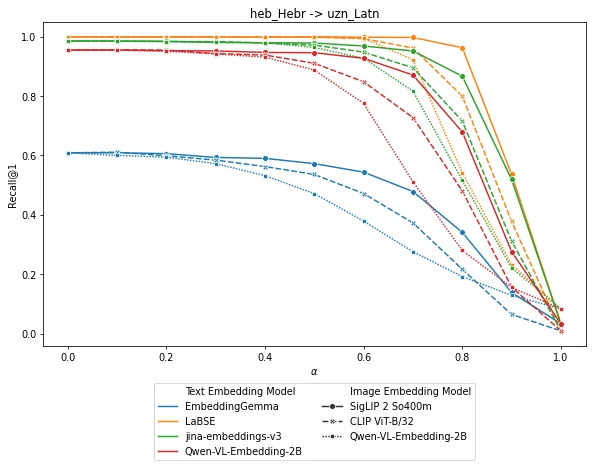 heb_Hebr -> uzn_Latn
Recall@1
1.0
0.8
0.6
0.4
0.2
0.0
0.0 0.2 0.4 0.6 0.8 1.0
α
Text Embedding Model
EmbeddingGemma
LaBSE
jina-embeddings-v3
Qwen-VL-Embedding-2B
Image Embedding Model
SigLIP 2 So400m
CLIP ViT-B/32
Qwen-VL-Embedding-2B